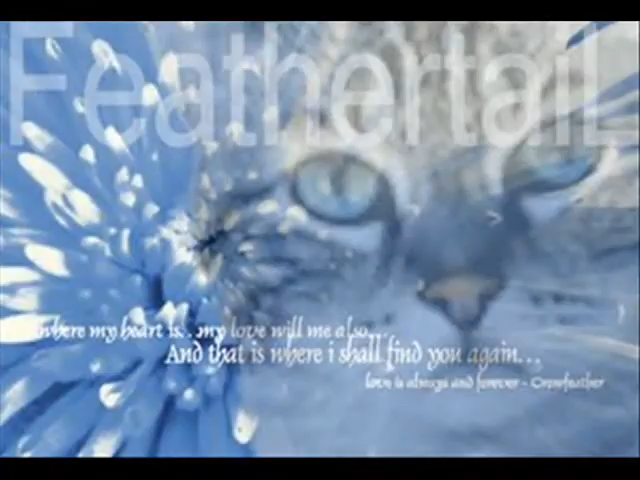 FeathertaiL
where my heart is. . my love will me also. . .
And that is where i shall find you again. . .
love is always and forever - Crowfeather